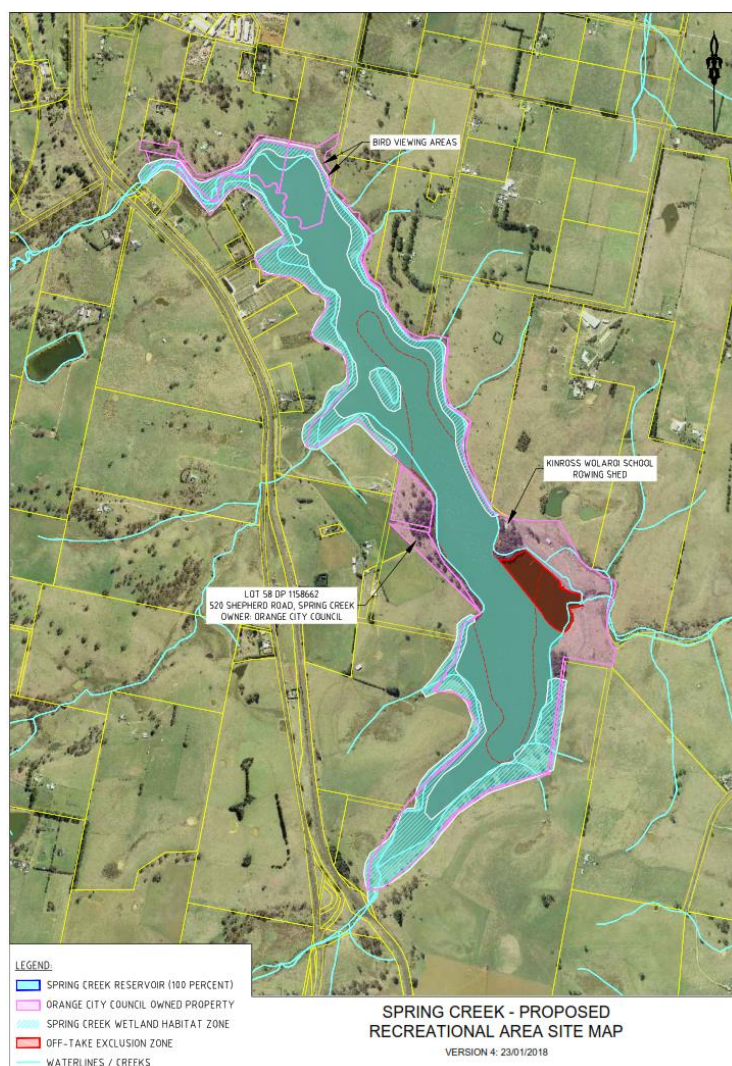 BIRD VIEWING AREAS
KINROSS WOLAROI SCHOOL
ROWING SHED
LOT 58 DP 1158662
520 SHEPHERD ROAD, SPRING CREEK
OWNER: ORANGE CITY COUNCIL
LEGEND:
SPRING CREEK RESERVOIR (100 PERCENT)
ORANGE CITY COUNCIL OWNED PROPERTY
SPRING CREEK WETLAND HABITAT ZONE
OFF-TAKE EXCLUSION ZONE
WATERLINES / CREEKS
SPRING CREEK - PROPOSED
RECREATIONAL AREA SITE MAP
VERSION 4: 23/01/2018